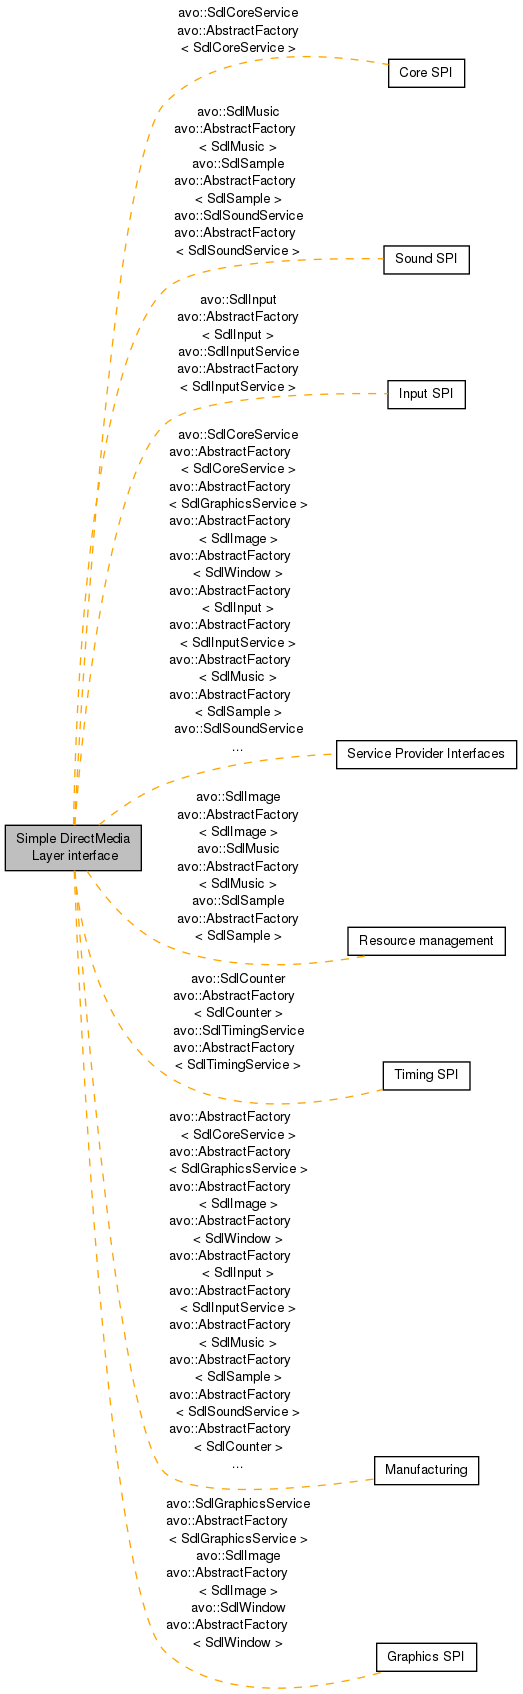 avo::SdlCoreService
avo::AbstractFactory
< SdlCoreService >
Core SPI
avo::SdlMusic
avo::AbstractFactory
< SdlMusic >
avo::SdlSample
avo::AbstractFactory
< SdlSample >
avo::SdlSoundService
avo::AbstractFactory
< SdlSoundService >
Sound SPI
avo::SdlInput
avo::AbstractFactory
< SdlInput >
avo::SdlInputService
avo::AbstractFactory
< SdlInputService >
Input SPI
avo::SdlCoreService
avo::AbstractFactory
< SdlCoreService >
avo::AbstractFactory
< SdlGraphicsService >
avo::AbstractFactory
< SdlImage >
avo::AbstractFactory
< SdlWindow >
avo::AbstractFactory
< SdlInput >
avo::AbstractFactory
< SdlInputService >
avo::AbstractFactory
< SdlMusic >
avo::AbstractFactory
< SdlSample >
avo::SdlSoundService
...
Service Provider Interfaces
Simple DirectMedia
Layer interface
avo::SdlImage
avo::AbstractFactory
< SdlImage >
avo::SdlMusic
avo::AbstractFactory
< SdlMusic >
avo::SdlSample
avo::AbstractFactory
< SdlSample >
Resource management
avo::SdlCounter
avo::AbstractFactory
< SdlCounter >
avo::SdlTimingService
avo::AbstractFactory
< SdlTimingService >
Timing SPI
avo::AbstractFactory
< SdlCoreService >
avo::AbstractFactory
< SdlGraphicsService >
avo::AbstractFactory
< SdlImage >
avo::AbstractFactory
< SdlWindow >
avo::AbstractFactory
< SdlInput >
avo::AbstractFactory
< SdlInputService >
avo::AbstractFactory
< SdlMusic >
avo::AbstractFactory
< SdlSample >
avo::AbstractFactory
< SdlSoundService >
avo::AbstractFactory
< SdlCounter >
...
Manufacturing
avo::SdlGraphicsService
avo::AbstractFactory
< SdlGraphicsService >
avo::SdlImage
avo::AbstractFactory
< SdlImage >
avo::SdlWindow
avo::AbstractFactory
< SdlWindow >
Graphics SPI